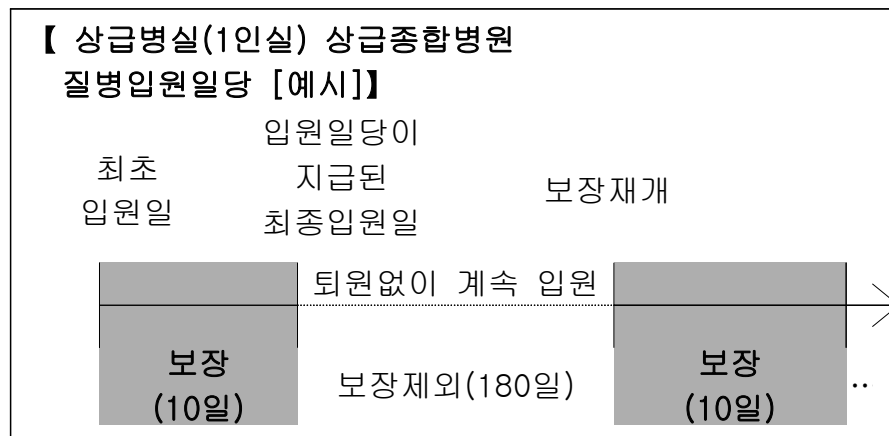 【 상급병실(1인실) 상급종합병원
질병입원일당 [예시]】
최초
입원일
입원일당이
지급된
최종입원일
보장재개
퇴원없이 계속 입원
보장
(10일)
보장제외(180일)
보장
(10일)
‥